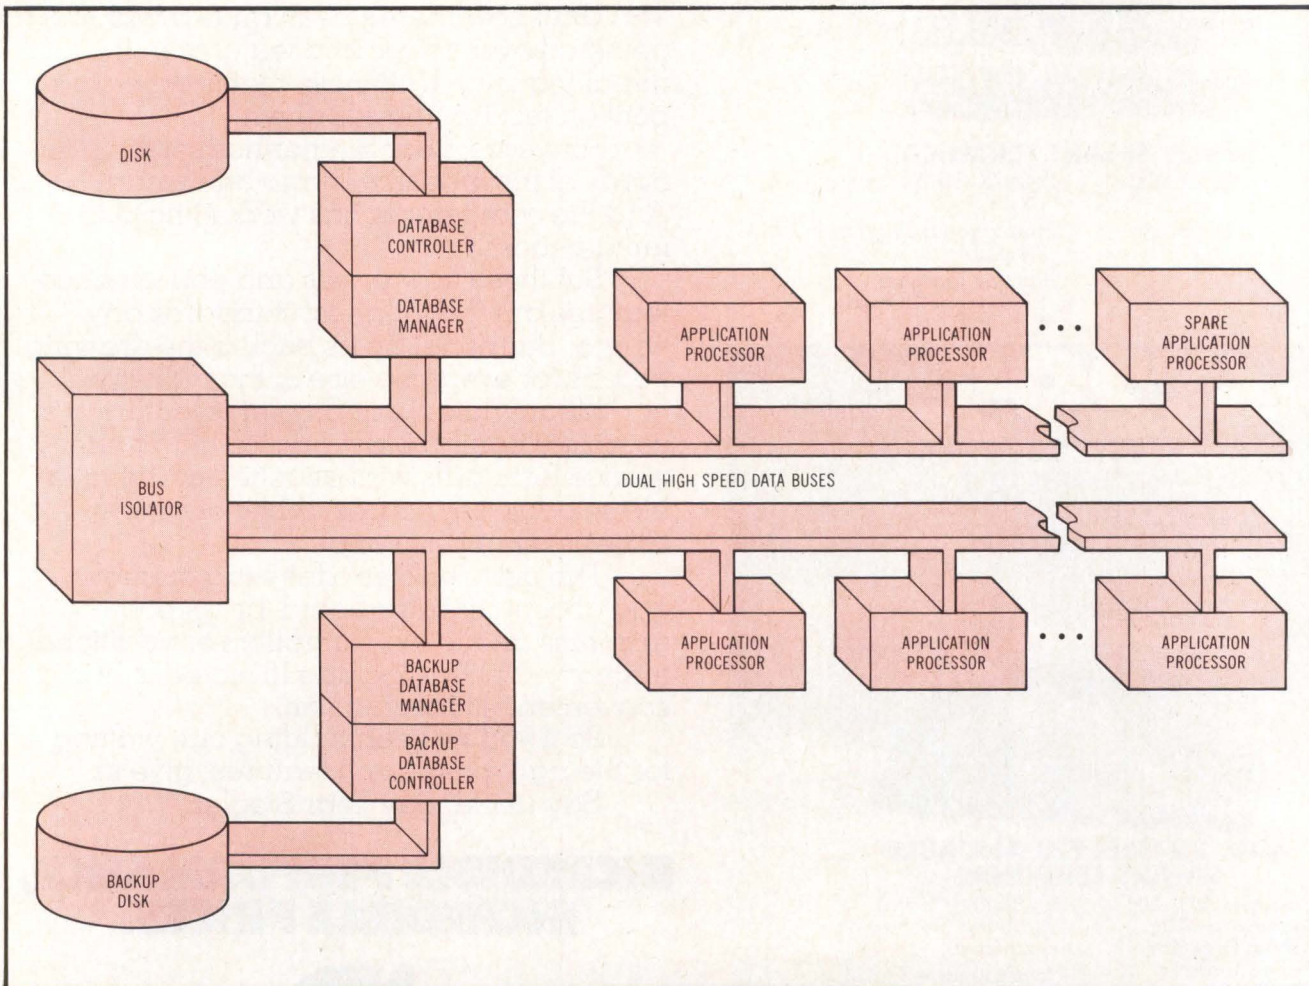 DISK
DATABASE
CONTROLLER
DATABASE
MANAGER
APPLICATION
PROCESSOR
APPLICATION
PROCESSOR
•••
SPARE
APPLICATION
PROCESSOR
BUS
ISOLATOR
DUAL HIGH SPEED DATA BUSES
BACKUP
DATABASE
MANAGER
BACKUP
DATABASE
CONTROLLER
APPLICATION
PROCESSOR
APPLICATION
PROCESSOR
•••
APPLICATION
PROCESSOR
BACKUP
DISK